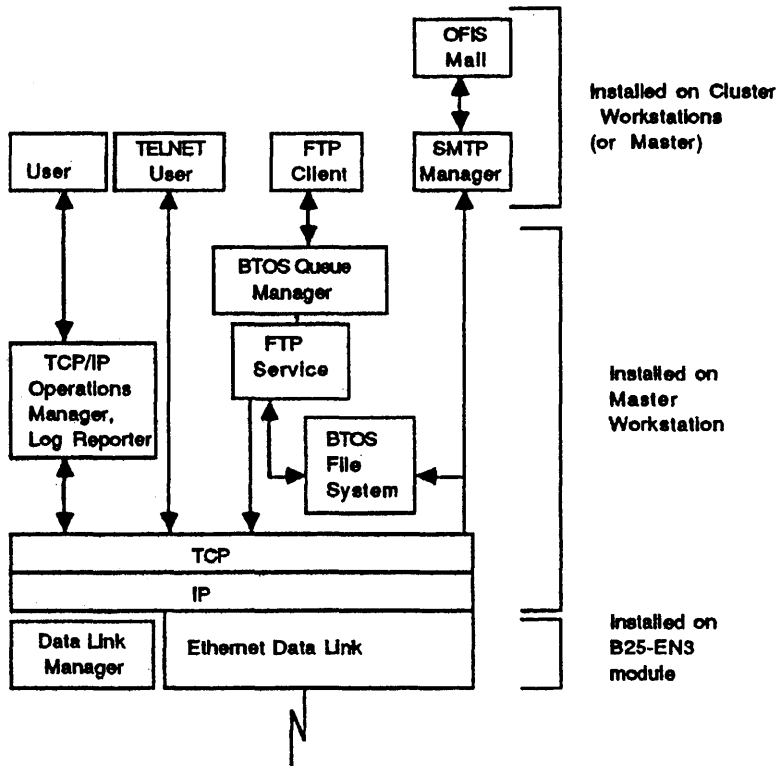 OFIS
Mail
Installed on Cluster
Workstations
(or Master)
User
TELNET
User
FTP
Client
SMTP
Manager
BTOS Queue
Manager
FTP
Service
TCP/IP
Operations
Manager,
Log Reporter
BTOS
File
System
Installed on
Master
Workstation
TCP
IP
Data Link
Manager
Ethernet Data Link
Installed on
B25-EN3
module